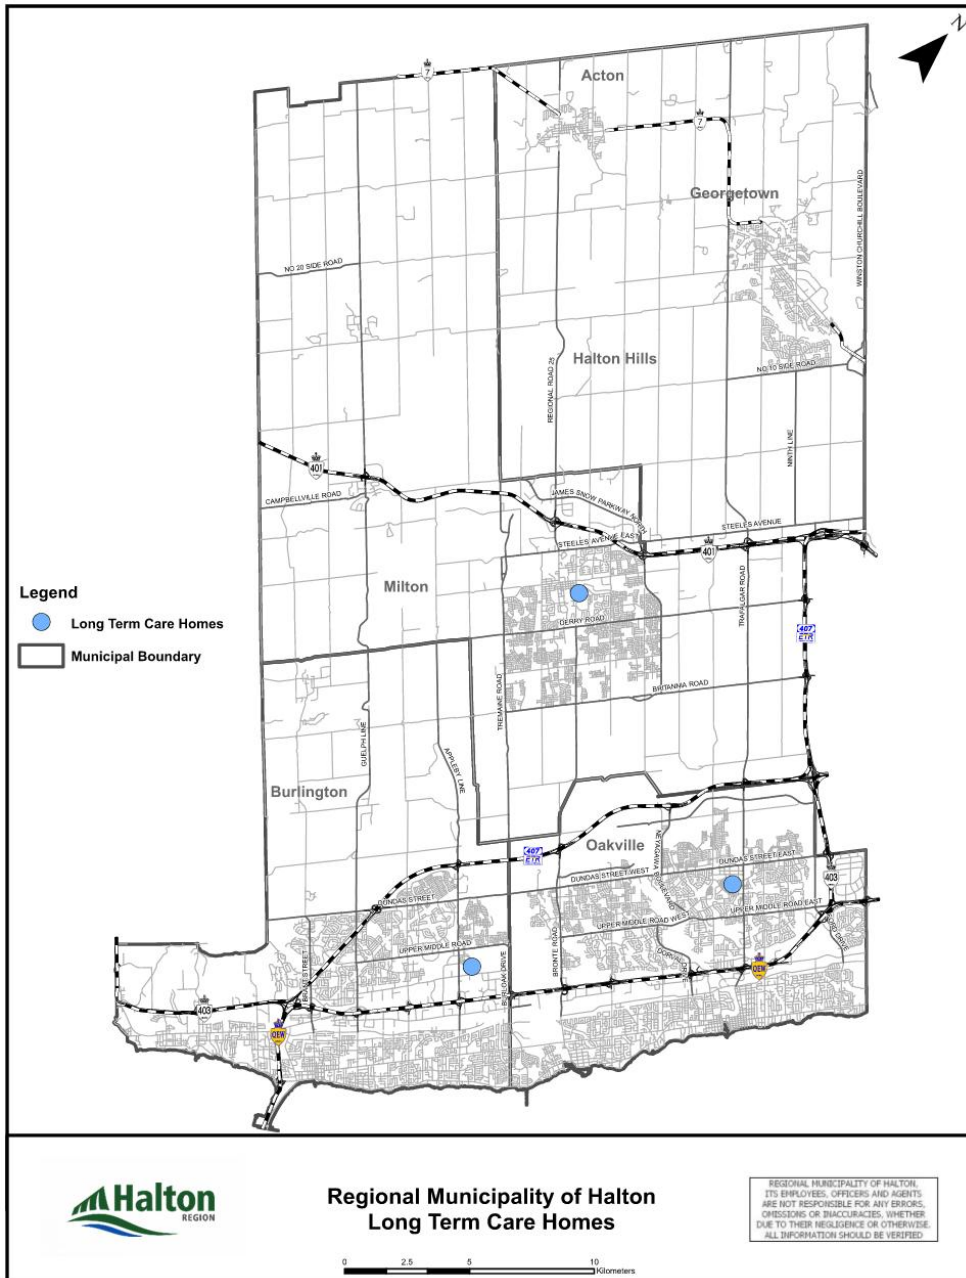 N
7
Acton
7
Georgetown
WINSTON CHURCHILL BOULEVARD
NO 20 SIDE ROAD
REGIONAL ROAD 25
Halton Hills
NO 10 SIDE ROAD
NINTH LINE
401
CAMPBELLVILLE ROAD
JAMES SNOW PARKWAY NORTH
STEELES AVENUE
STEELES AVENUE EAST
401
Milton
TRAFALGAR ROAD
Legend
Long Term Care Homes
Municipal Boundary
DERRY ROAD
407
ETR
TREMAINE ROAD
BRITANNIA ROAD
GUELPH LINE
APPLEBY LINE
Burlington
407
ETR
Oakville
NEYAGAWA BOULEVARD
DUNDAS STREET EAST
DUNDAS STREET WEST
403
DUNDAS STREET
UPPER MIDDLE ROAD EAST
UPPER MIDDLE ROAD WEST
UPPER MIDDLE ROAD
BRONTE ROAD
BURLOAK DRIVE
QEW
403
QEW
Halton
REGION
Regional Municipality of Halton
Long Term Care Homes
REGIONAL MUNICIPALITY OF HALTON,
ITS EMPLOYEES, OFFICERS AND AGENTS
ARE NOT RESPONSIBLE FOR ANY ERRORS,
OMISSIONS OR INACCURACIES, WHETHER
DUE TO THEIR NEGLIGENCE OR OTHERWISE.
ALL INFORMATION SHOULD BE VERIFIED
0 2.5 5 10
Kilometers